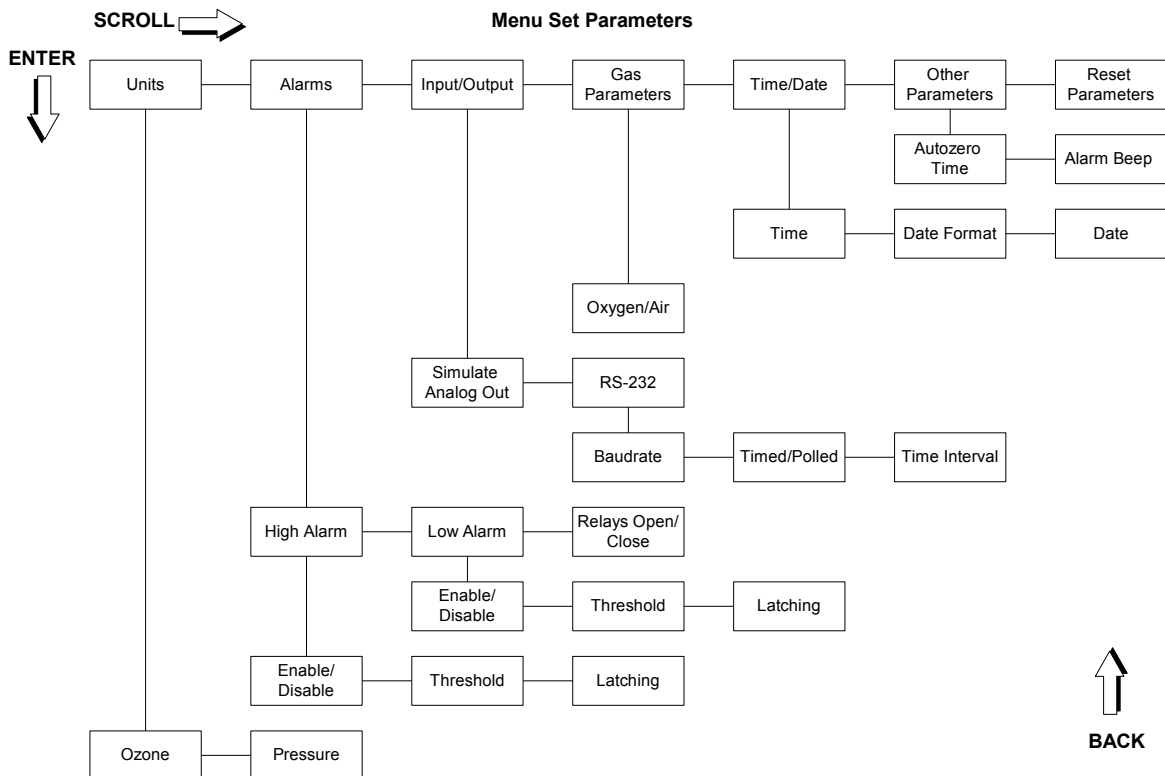 SCROLL
Menu Set Parameters
ENTER
Units
Alarms
Input/Output
Gas
Parameters
Time/Date
Other
Parameters
Reset
Parameters
Autozero
Time
Alarm Beep
Time
Date Format
Date
Oxygen/Air
Simulate
Analog Out
RS-232
Baudrate
Timed/Polled
Time Interval
High Alarm
Low Alarm
Relays Open/
Close
Enable/
Disable
Threshold
Latching
Enable/
Disable
Threshold
Latching
Ozone
Pressure
BACK